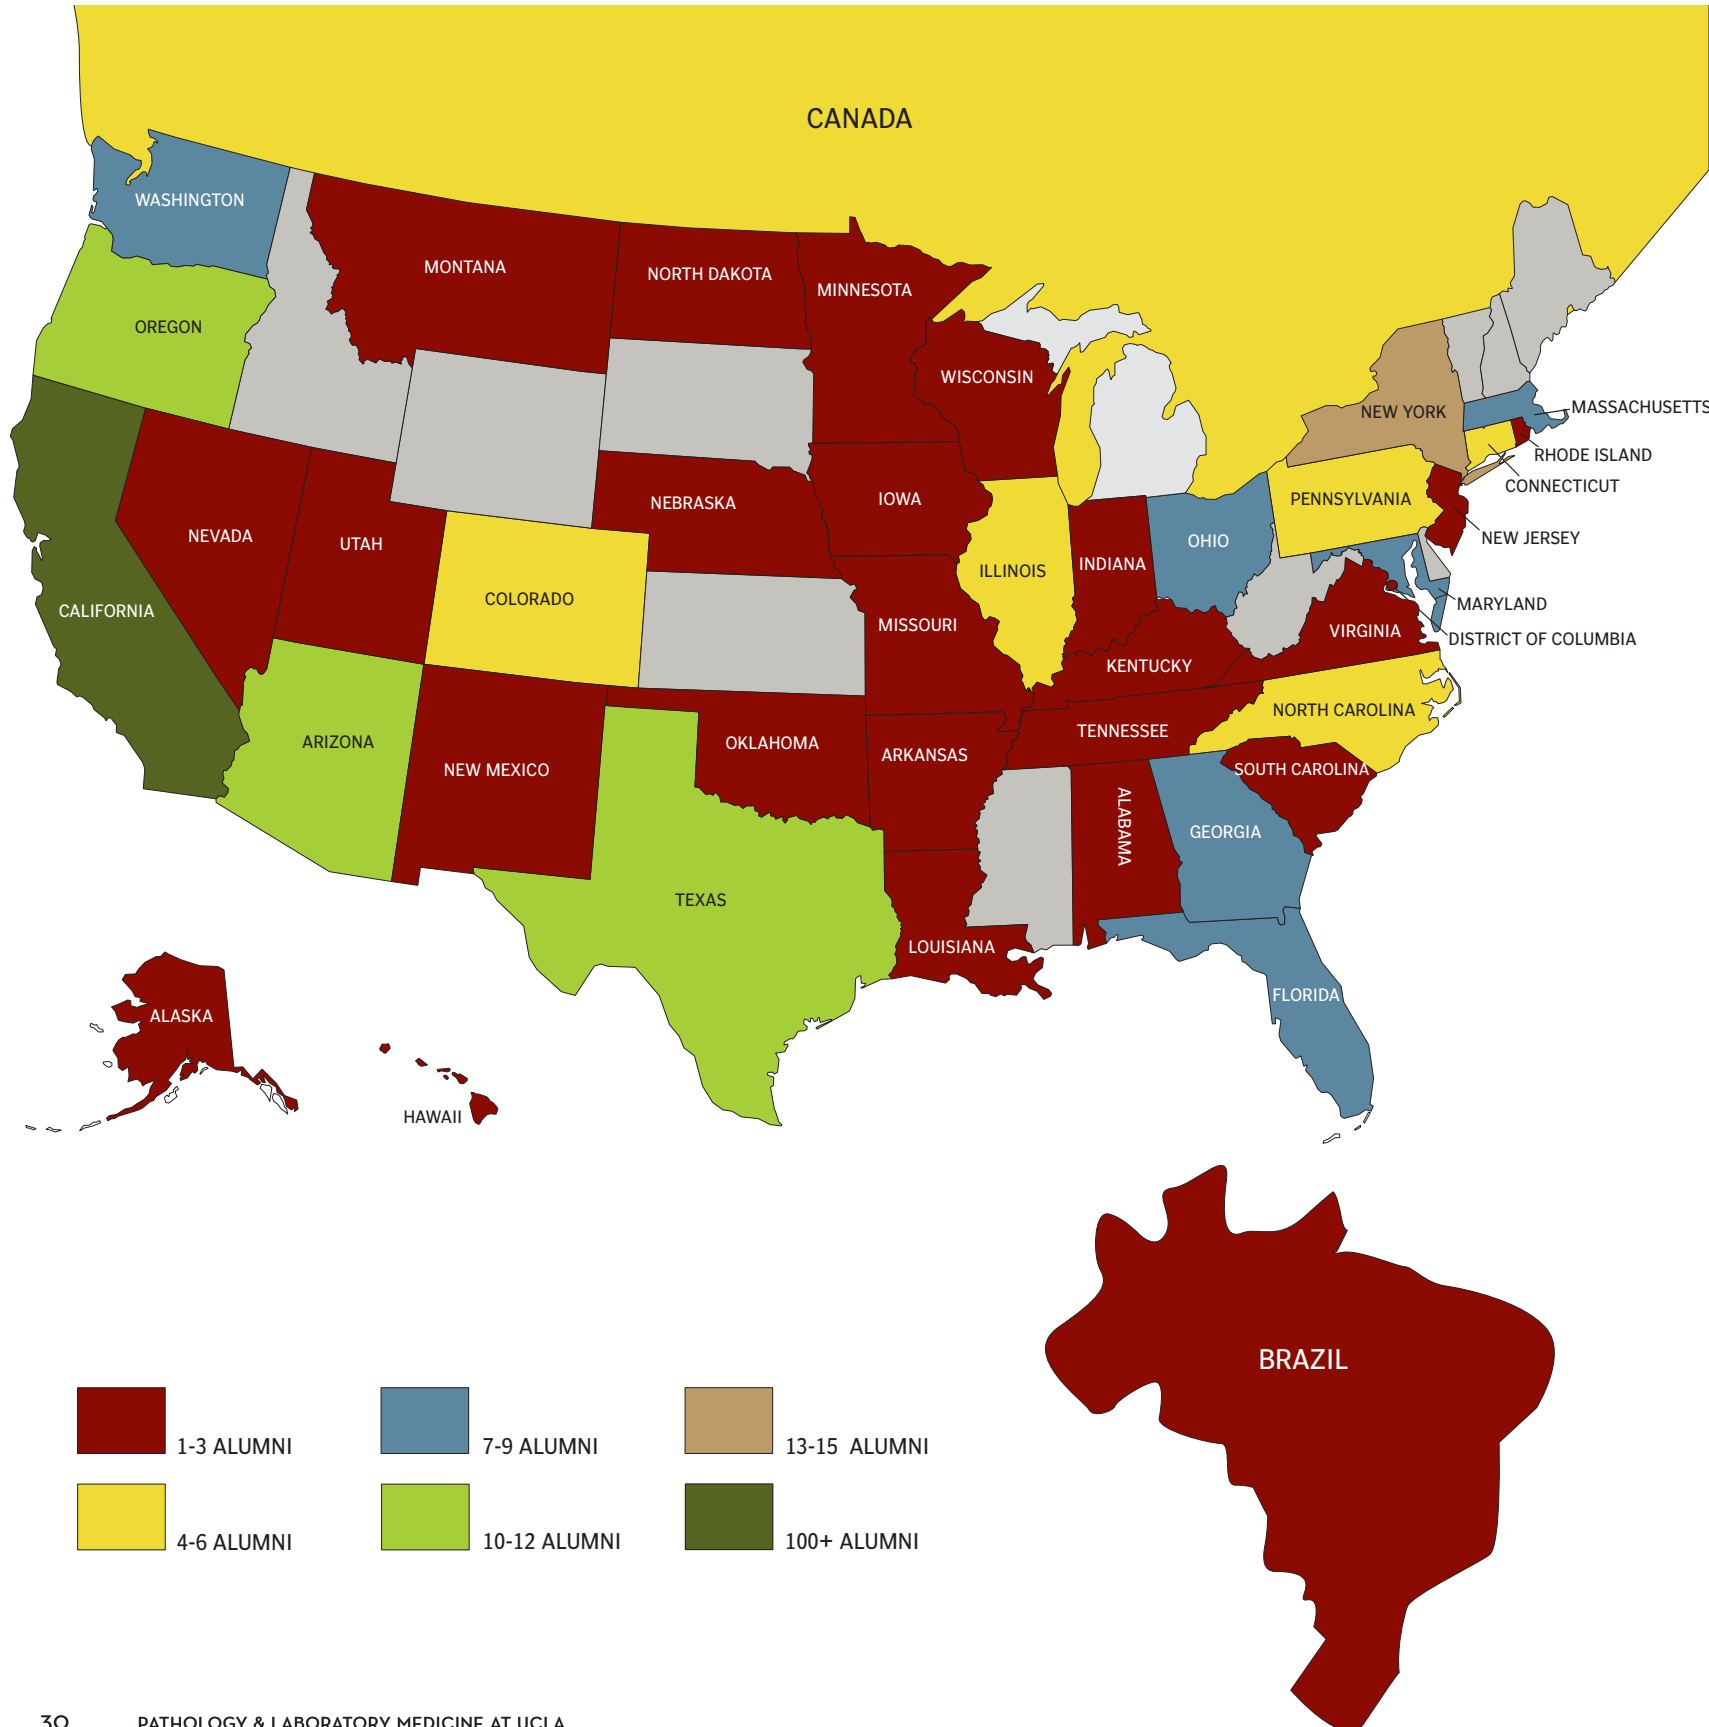 CANADA
WASHINGTON
MONTANA
NORTH DAKOTA
MINNESOTA
OREGON
WISCONSIN
NEW YORK
MASSACHUSETTS
RHODE ISLAND
CONNECTICUT
NEVADA
UTAH
NEBRASKA
IOWA
PENNSYLVANIA
NEW JERSEY
OHIO
INDIANA
ILLINOIS
COLORADO
CALIFORNIA
MISSOURI
MARYLAND
VIRGINIA
DISTRICT OF COLUMBIA
KENTUCKY
NORTH CAROLINA
ARIZONA
NEW MEXICO
OKLAHOMA
ARKANSAS
TENNESSEE
SOUTH CAROLINA
ALABAMA
GEORGIA
TEXAS
LOUISIANA
FLORIDA
ALASKA
HAWAII
BRAZIL
1-3 ALUMNI
7-9 ALUMNI
13-15 ALUMNI
4-6 ALUMNI
10-12 ALUMNI
100+ ALUMNI
30 PATHOLOGY & LABORATORY MEDICINE AT UCLA